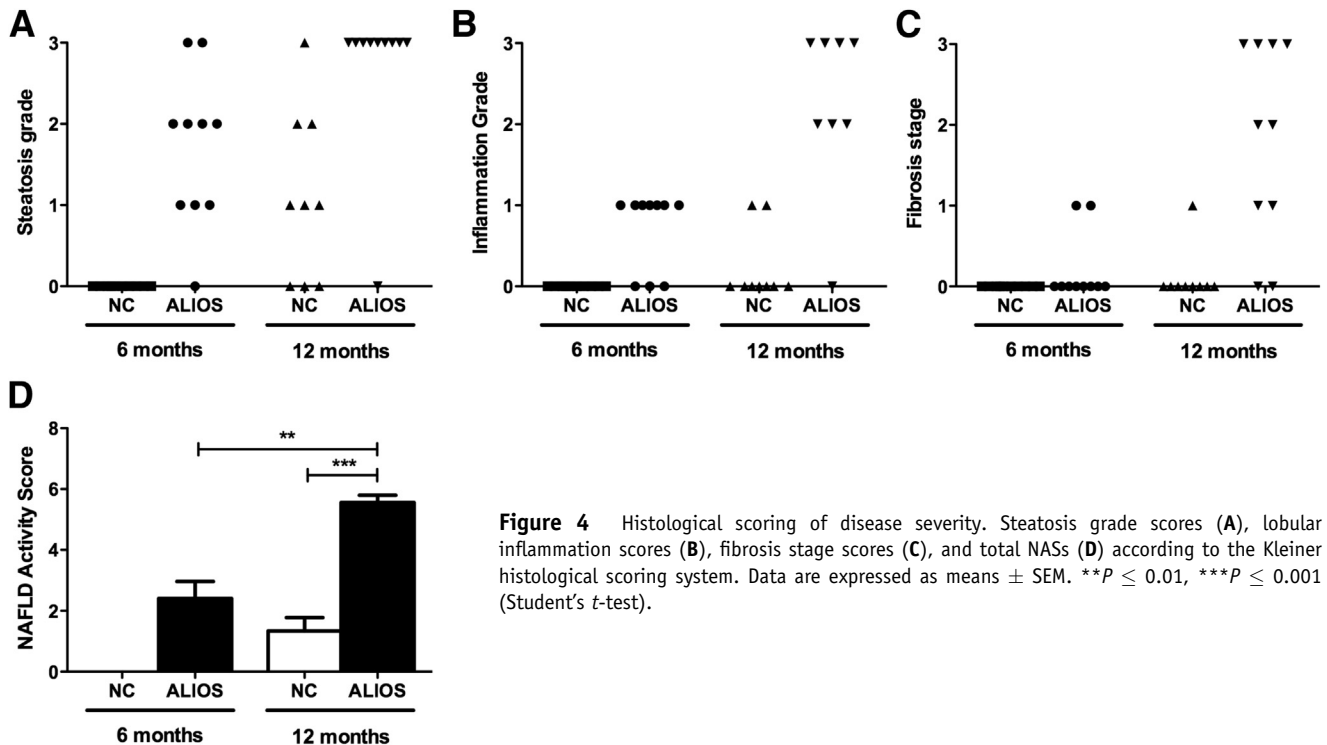 A
Steatosis grade
3
2
1
0
NC ALIOS NC ALIOS
6 months 12 months
B
Inflammation Grade
3
2
1
0
NC ALIOS NC ALIOS
6 months 12 months
C
Fibrosis stage
3
2
1
0
NC ALIOS NC ALIOS
6 months 12 months
D
NAFLD Activity Score
8
6
4
2
0
**
***
NC ALIOS NC ALIOS
6 months 12 months
Figure 4 Histological scoring of disease severity. Steatosis grade scores (A), lobular
inflammation scores (B), fibrosis stage scores (C), and total NASs (D) according to the Kleiner
histological scoring system. Data are expressed as means ± SEM. **P ≤ 0.01, ***P ≤ 0.001
(Student's t-test).